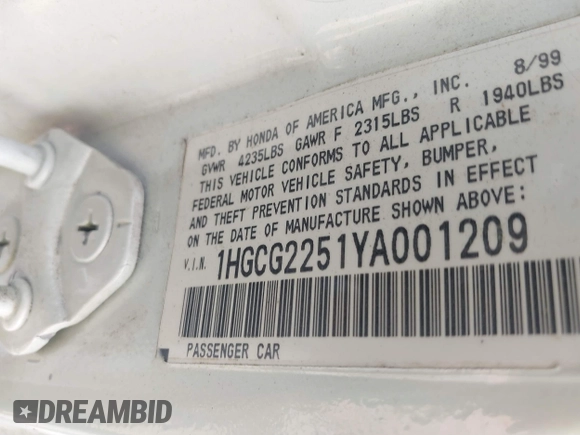 MFD. BY HONDA OF AMERICA MFG., INC. 8/99
GVWR 4235LBS GAWR F 2315LBS R 1940LBS
THIS VEHICLE CONFORMS TO ALL APPLICABLE
FEDERAL MOTOR VEHICLE SAFETY, BUMPER,
AND THEFT PREVENTION STANDARDS IN EFFECT
ON THE DATE OF MANUFACTURE SHOWN ABOVE:
V.I.N. 1HGCG2251YA001209
PASSENGER CAR
DREAMBID